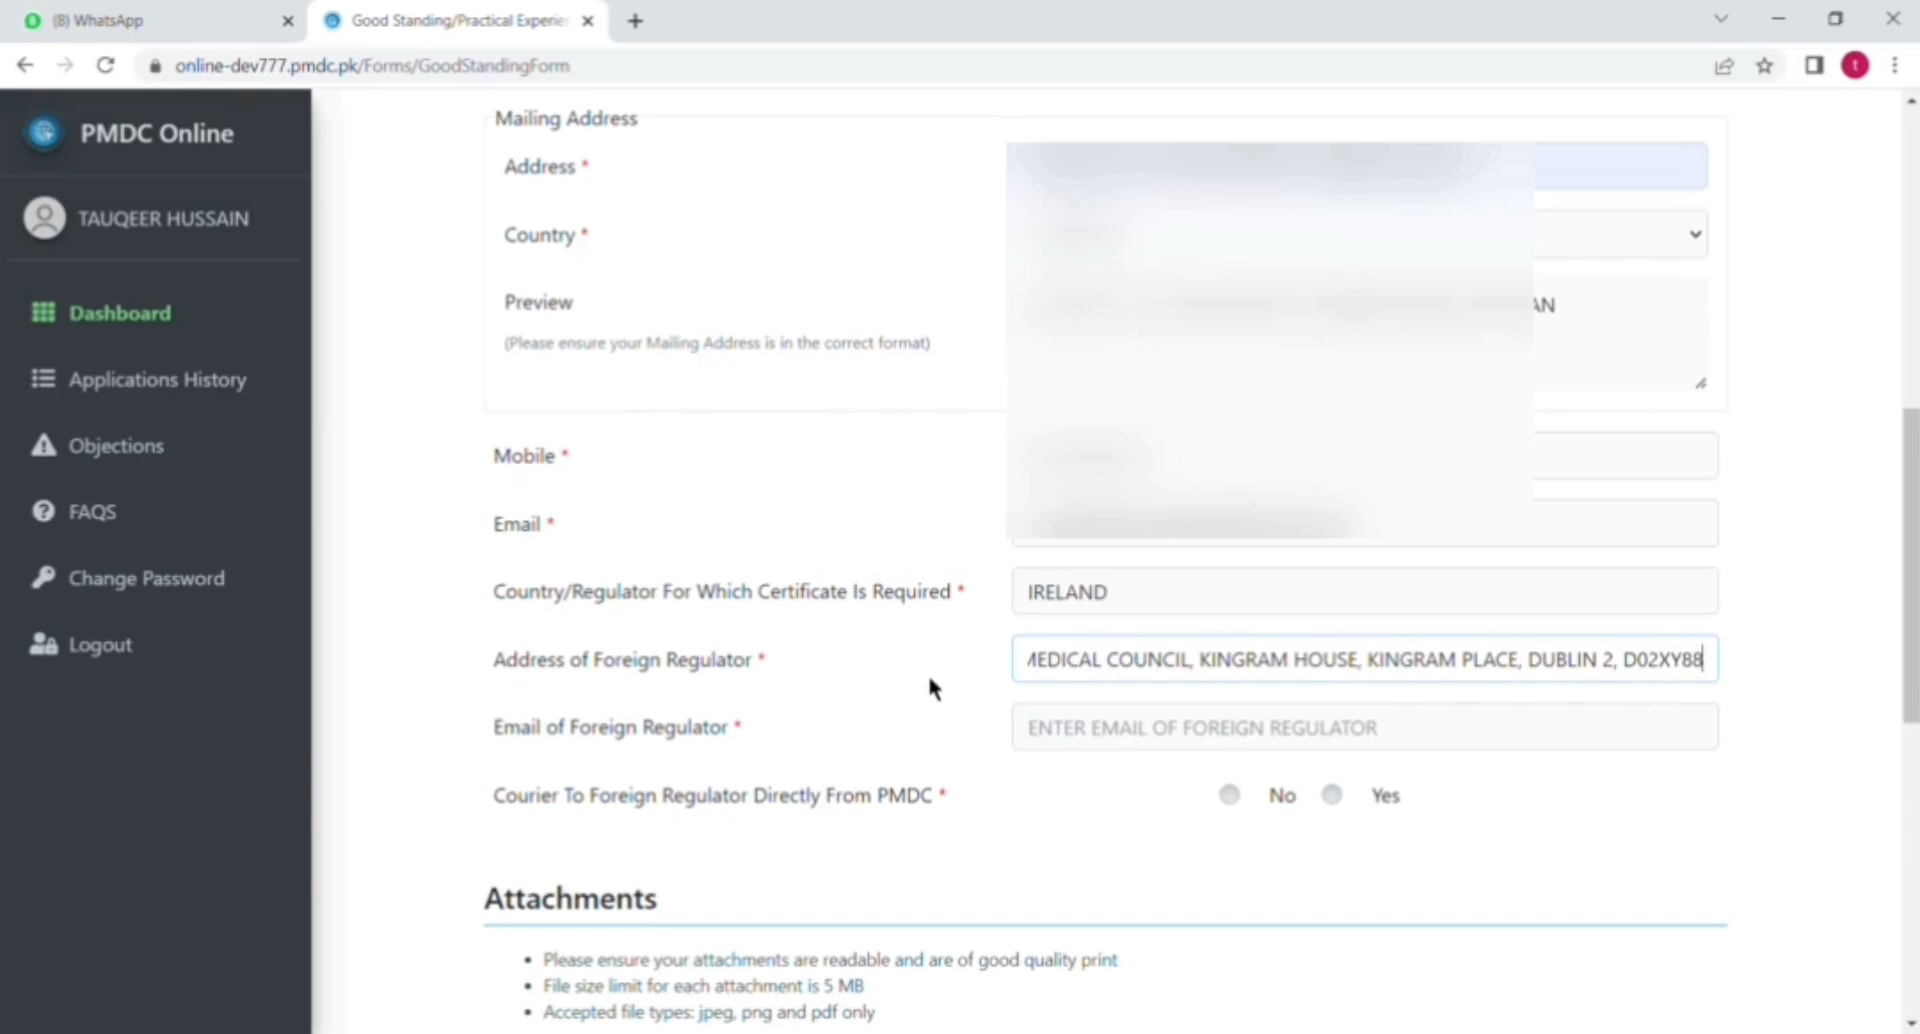 (8) WhatsApp
Good Standing/Practical Experie
online-dev777.pmdc.pk/Forms/GoodStandingForm
t
PMDC Online
TAUQEER HUSSAIN
Dashboard
Applications History
Objections
FAQS
Change Password
Logout
Mailing Address
Address *
Country *
Preview
AN
(Please ensure your Mailing Address is in the correct format)
Mobile *
Email *
Country/Regulator For Which Certificate Is Required *
IRELAND
Address of Foreign Regulator *
MEDICAL COUNCIL, KINGRAM HOUSE, KINGRAM PLACE, DUBLIN 2, D02XY88
Email of Foreign Regulator *
ENTER EMAIL OF FOREIGN REGULATOR
Courier To Foreign Regulator Directly From PMDC *
No
Yes
Attachments
• Please ensure your attachments are readable and are of good quality print
• File size limit for each attachment is 5 MB
• Accepted file types: jpeg, png and pdf only